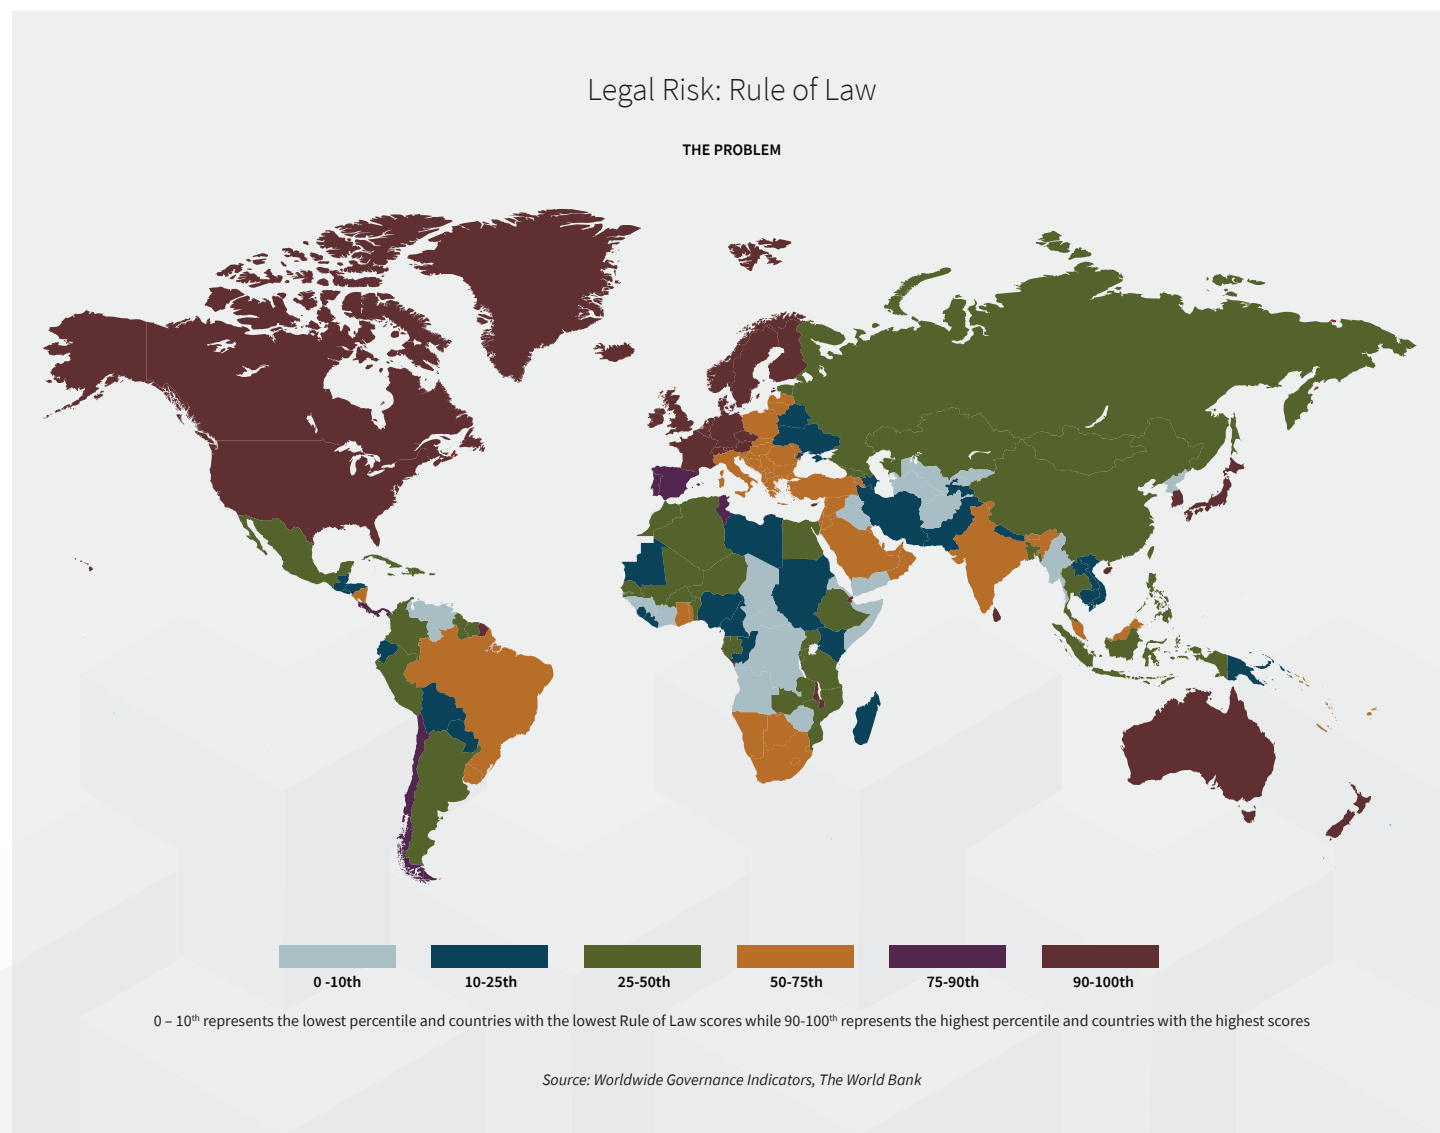 Legal Risk: Rule of Law
THE PROBLEM
0 -10th
10-25th
25-50th
50-75th
75-90th
90-100th
0 – 10th represents the lowest percentile and countries with the lowest Rule of Law scores while 90-100th represents the highest percentile and countries with the highest scores
Source: Worldwide Governance Indicators, The World Bank